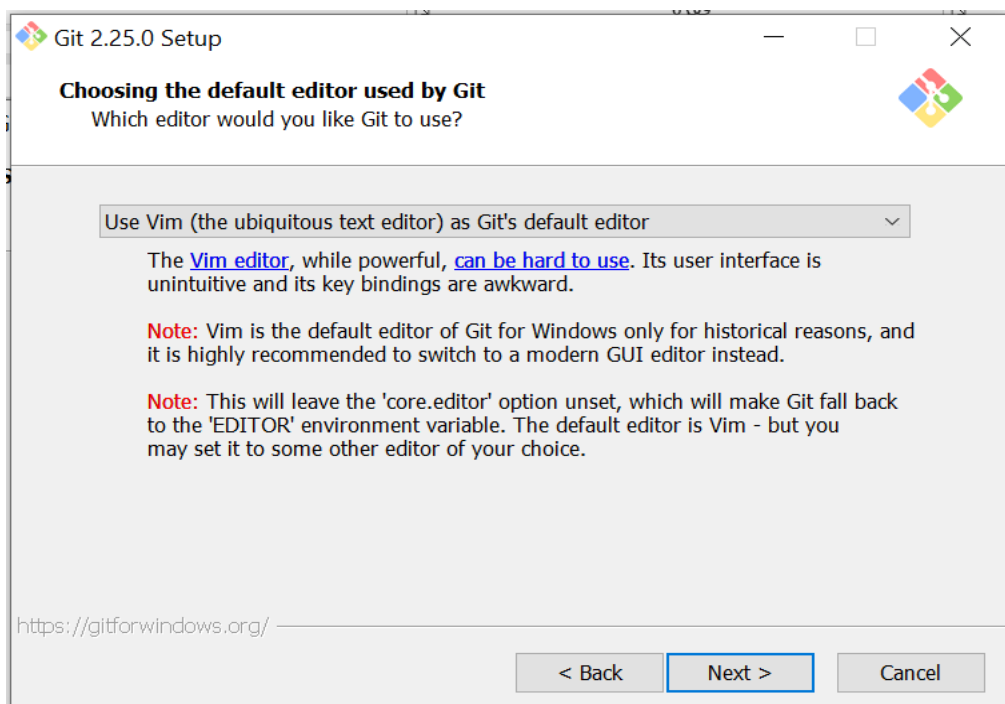 Git 2.25.0 Setup
Choosing the default editor used by Git
Which editor would you like Git to use?
Use Vim (the ubiquitous text editor) as Git's default editor
The Vim editor, while powerful, can be hard to use. Its user interface is
unintuitive and its key bindings are awkward.
Note: Vim is the default editor of Git for Windows only for historical reasons, and
it is highly recommended to switch to a modern GUI editor instead.
Note: This will leave the 'core.editor' option unset, which will make Git fall back
to the 'EDITOR' environment variable. The default editor is Vim - but you
may set it to some other editor of your choice.
https://gitforwindows.org/
< Back
Next >
Cancel